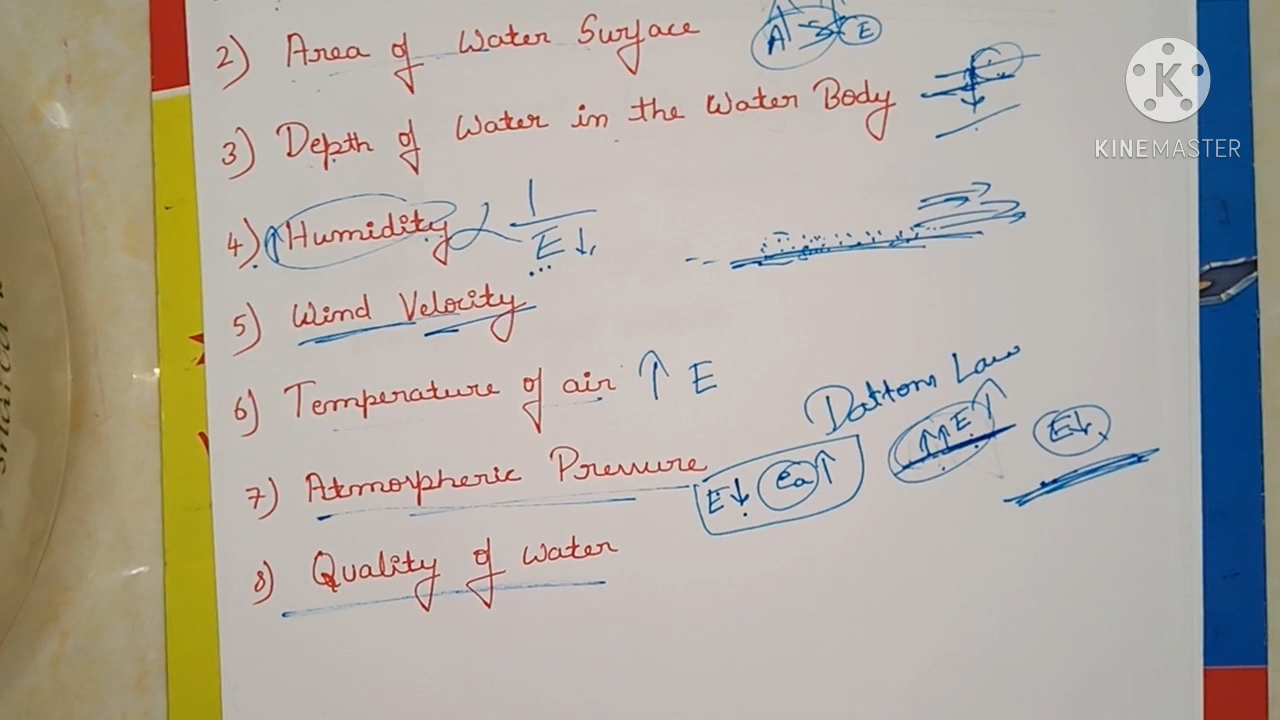 2) Area of Water Surface A E
3) Depth of Water in the Water Body
KINEMASTER
4) ↑ Humidity ∝ 1/E ↓
5) Wind Velocity
6) Temperature of air ↑ E
Daltons Law
7) Atmospheric Pressure E↓ ea↑ ↑↑ E↓
8) Quality of Water